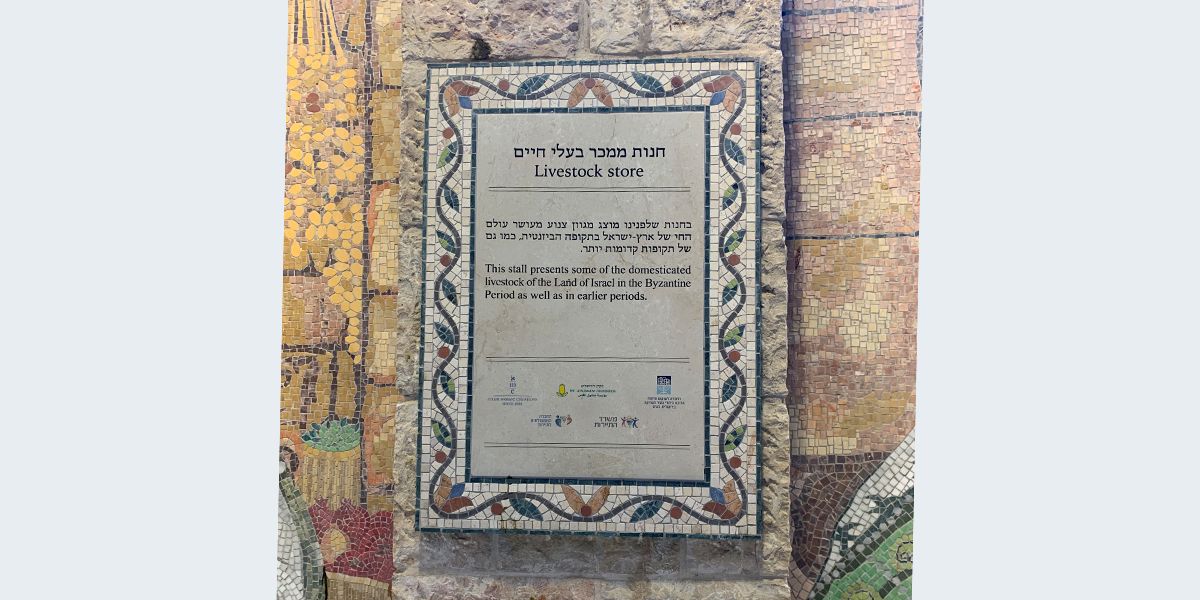 חנות ממכר בעלי חיים
Livestock store
בחנות שלפנינו מוצג מגוון צנוע מעושר עולם
החי של ארץ-ישראל בתקופה הביזנטית, כמו גם
של תקופות קדומות יותר.
This stall presents some of the domesticated
livestock of the Land of Israel in the Byzantine
Period as well as in earlier periods.
משרד
התיירות